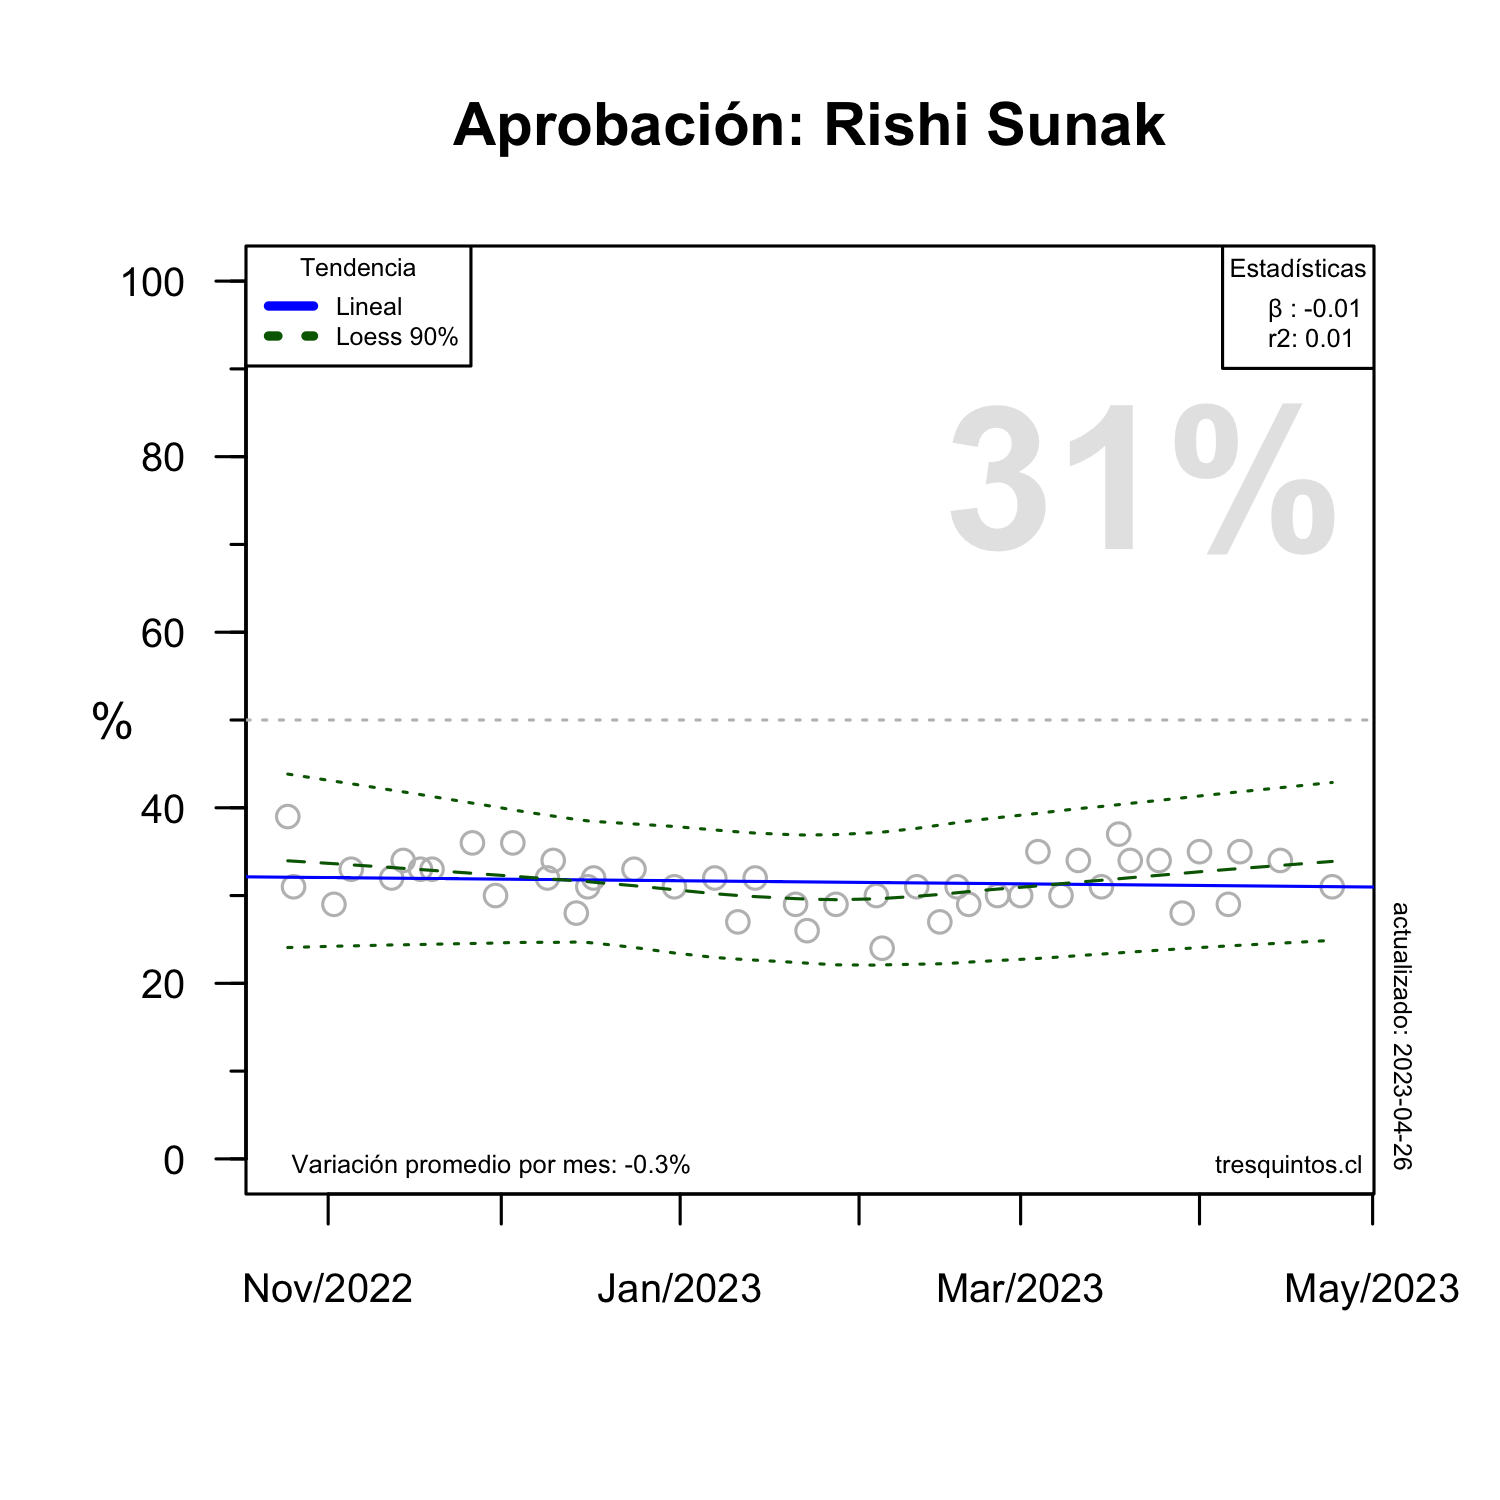 Aprobación: Rishi Sunak
Tendencia
Lineal
Loess 90%
Estadísticas
β : -0.01
r2: 0.01
31%
100
80
60
%
40
20
0
Variación promedio por mes: -0.3%
tresquintos.cl
actualizado: 2023-04-26
Nov/2022
Jan/2023
Mar/2023
May/2023